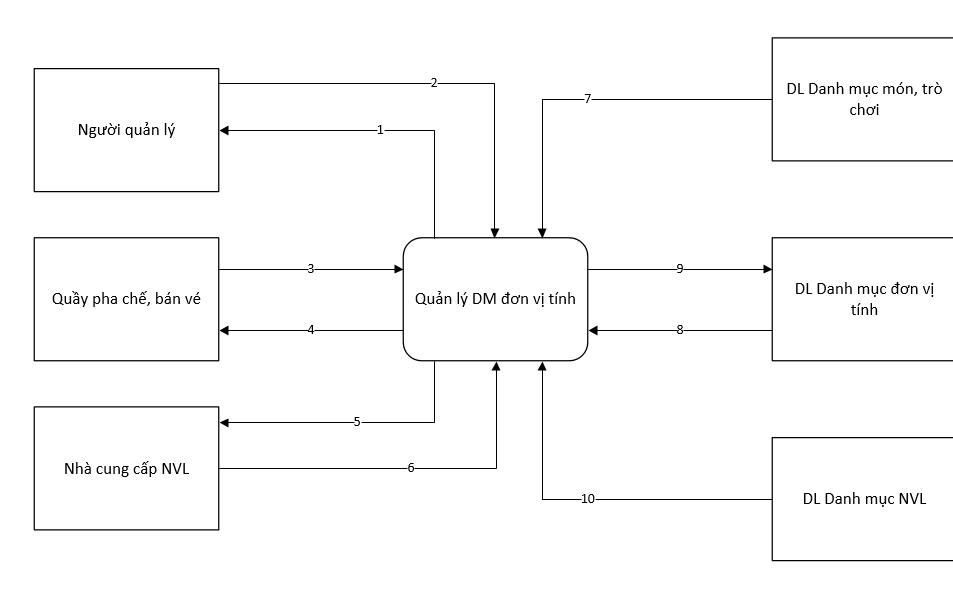 DL Danh mục món, trò
chơi
2
7
Người quản lý
1
Quầy pha chế, bán vé
3
4
Quản lý DM đơn vị tính
9
8
DL Danh mục đơn vị
tính
5
6
Nhà cung cấp NVL
10
DL Danh mục NVL